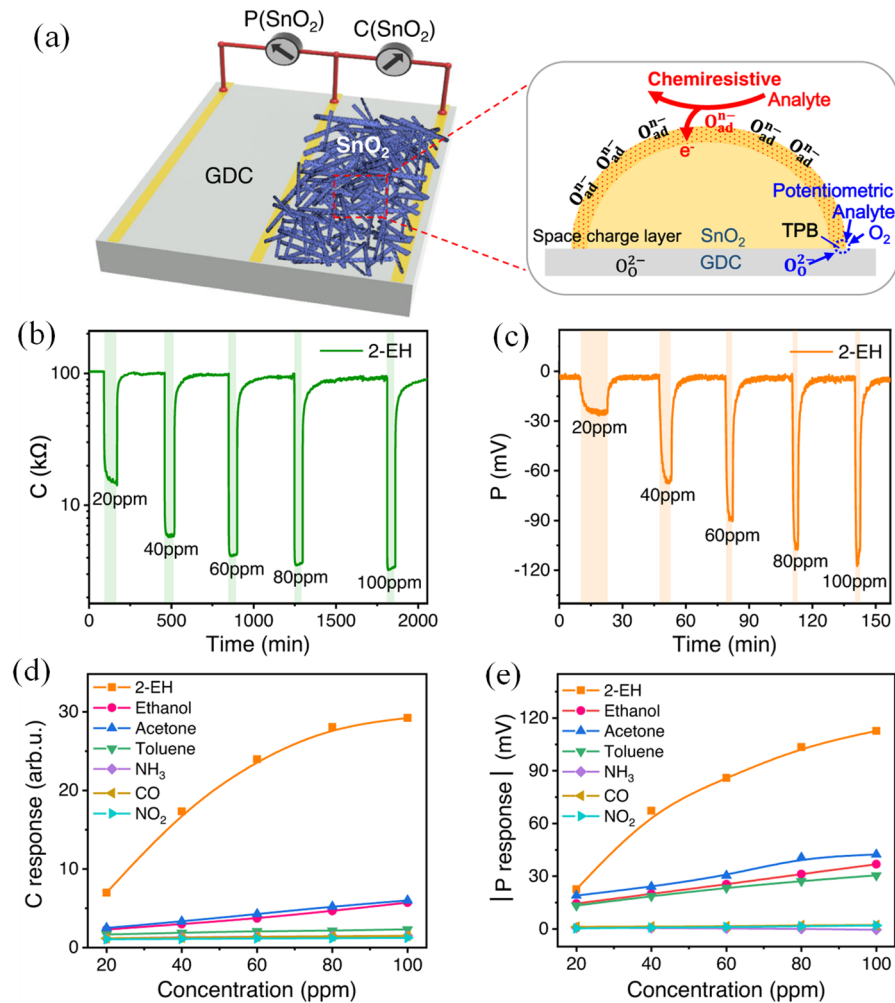 (a)
P(SnO₂)
C(SnO₂)
GDC
SnO₂
Chemiresistive
Analyte
Oⁿ⁻ad
Oⁿ⁻ad
Oⁿ⁻ad
Oⁿ⁻ad
Oⁿ⁻ad
Oⁿ⁻ad
Oⁿ⁻ad
e⁻
Potentiometric
Analyte
TPB
O₂
Space charge layer
SnO₂
O²⁻O
GDC
O²⁻O
(b)
2-EH
C (kΩ)
100
10
20ppm
40ppm
60ppm
80ppm
100ppm
0
500
1000
1500
2000
Time (min)
(c)
2-EH
P (mV)
0
-30
-60
-90
-120
20ppm
40ppm
60ppm
80ppm
100ppm
0
30
60
90
120
150
Time (min)
(d)
2-EH
Ethanol
Acetone
Toluene
NH₃
CO
NO₂
C response (arb.u.)
30
20
10
0
20
40
60
80
100
Concentration (ppm)
(e)
2-EH
Ethanol
Acetone
Toluene
NH₃
CO
NO₂
|P response| (mV)
120
90
60
30
0
20
40
60
80
100
Concentration (ppm)